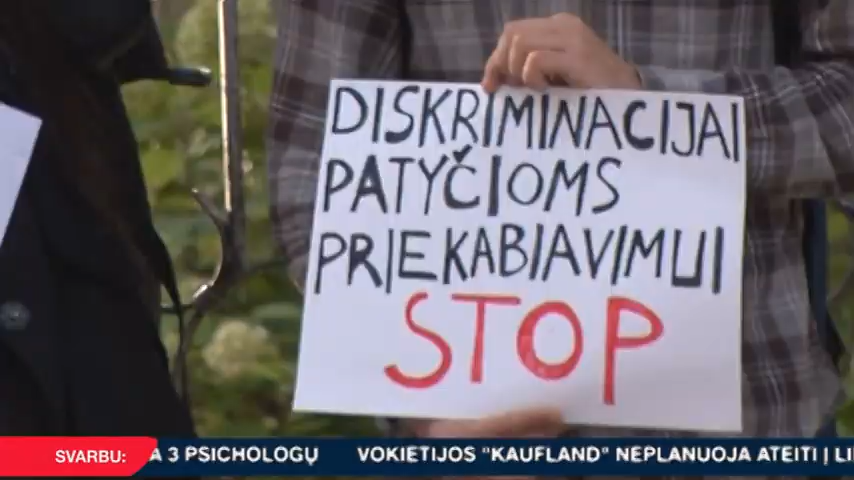 DISKRIMINACIJAI
PATYČIOMS
PRIEKABIAVIMUI
STOP
SVARBU: A 3 PSICHOLOGŲ VOKIETIJOS "KAUFLAND" NEPLANUOJA ATEITI Į